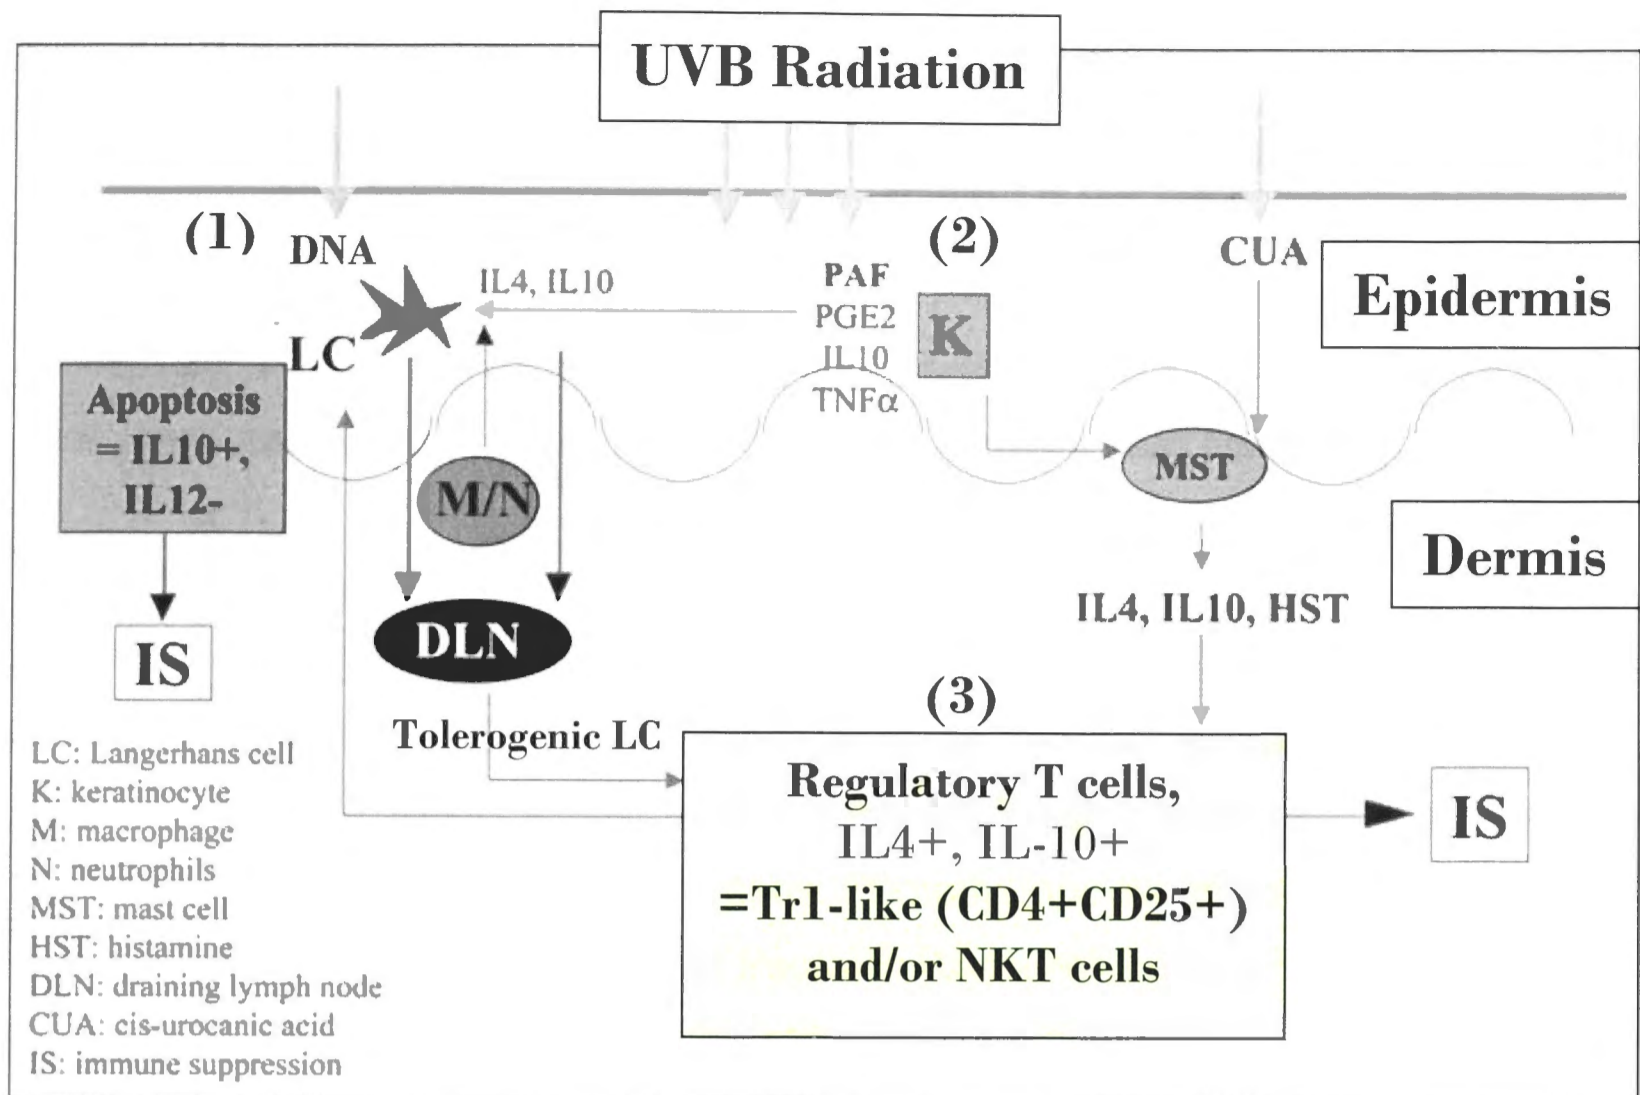 UVB Radiation
(1)
DNA
LC
IL4, IL10
PAF
PGE2
IL10
TNFα
(2)
K
CUA
Epidermis
Apoptosis
= IL10+,
IL12-
IS
M/N
DLN
Tolerogenic LC
MST
Dermis
IL4, IL10, HST
(3)
Regulatory T cells,
IL4+, IL-10+
=Tr1-like (CD4+CD25+)
and/or NKT cells
IS
LC: Langerhans cell
K: keratinocyte
M: macrophage
N: neutrophils
MST: mast cell
HST: histamine
DLN: draining lymph node
CUA: cis-urocanic acid
IS: immune suppression